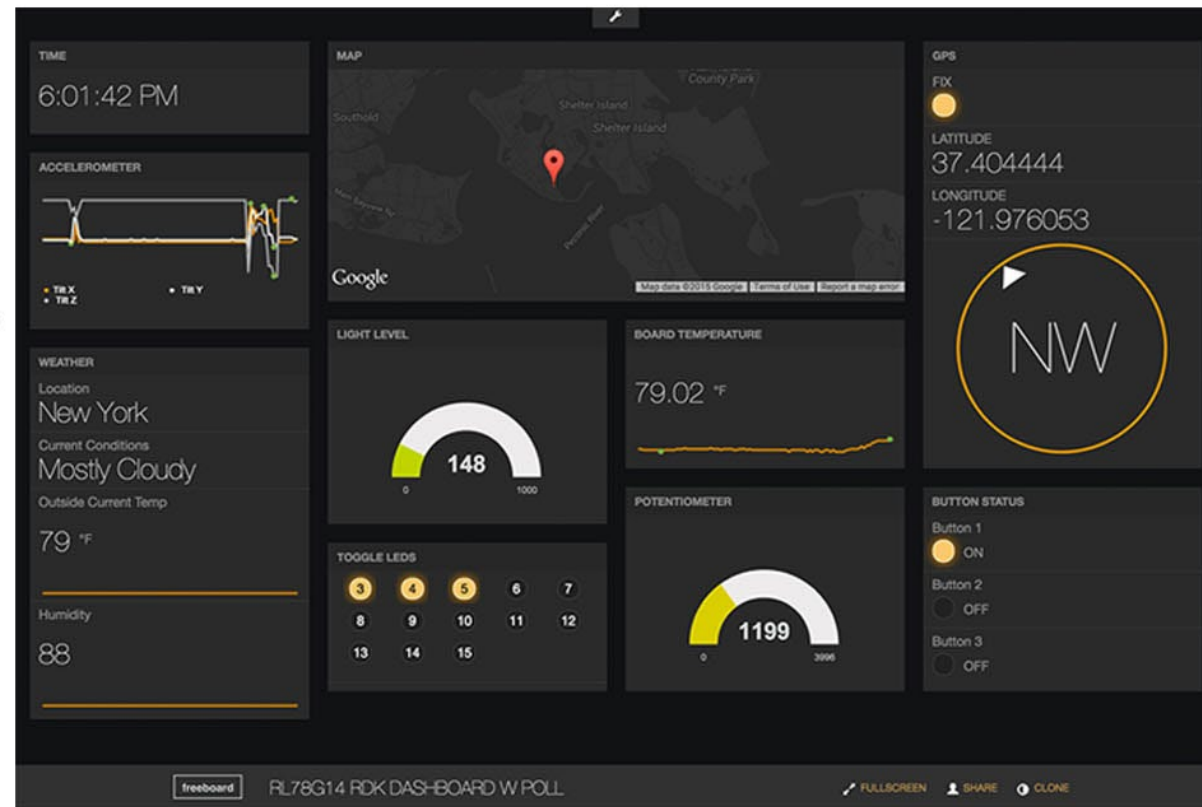 TIME
6:01:42 PM
ACCELEROMETER
Tilt X
Tilt Y
Tilt Z
WEATHER
Location
New York
Current Conditions
Mostly Cloudy
Outside Current Temp
79 °F
Humidity
88
MAP
County Park
Shelter Island
Shelter Island
Southold
Google
Map data ©2015 Google
Terms of Use
Report a map error
LIGHT LEVEL
148
0
1000
TOGGLE LEDS
3 4 5 6 7
8 9 10 11 12
13 14 15
BOARD TEMPERATURE
79.02 °F
POTENTIOMETER
1199
0
3996
GPS
FIX
LATITUDE
37.404444
LONGITUDE
-121.976053
NW
BUTTON STATUS
Button 1
ON
Button 2
OFF
Button 3
OFF
freeboard
RL78G14 RDK DASHBOARD W POLL
FULLSCREEN
SHARE
CLONE